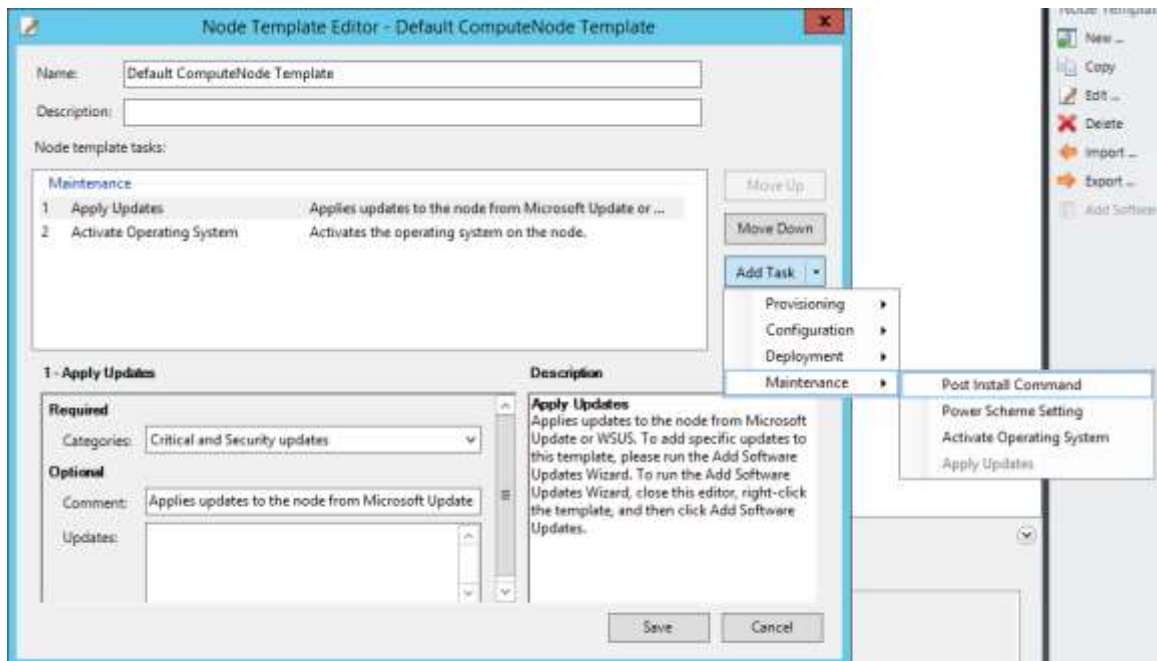 Node Template Editor - Default ComputeNode Template
x
Name: Default ComputeNode Template
Description:
Node template tasks:
Maintenance
1 Apply Updates Applies updates to the node from Microsoft Update or ...
2 Activate Operating System Activates the operating system on the node.
Move Up
Move Down
Add Task
Provisioning
Configuration
Deployment
Maintenance
Post Install Command
Power Scheme Setting
Activate Operating System
Apply Updates
1 - Apply Updates
Required
Categories: Critical and Security updates
Optional
Comment: Applies updates to the node from Microsoft Update
Updates:
Description
Apply Updates
Applies updates to the node from Microsoft
Update or WSUS. To add specific updates to
this template, please run the Add Software
Updates Wizard. To run the Add Software
Updates Wizard, close this editor, right-click
the template, and then click Add Software
Updates.
Save
Cancel
Node Templat
New ...
Copy
Edit ...
Delete
Import ...
Export ...
Add Softwar